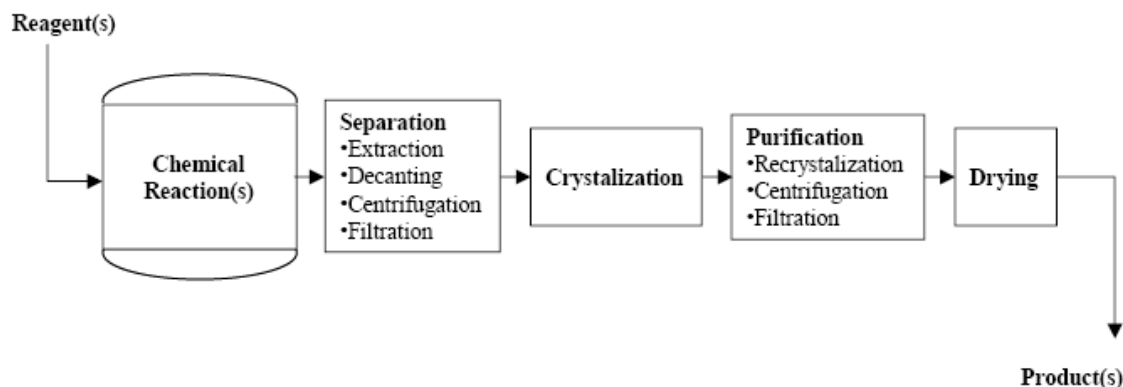 Reagent(s)
Chemical
Reaction(s)
Separation
•Extraction
•Decanting
•Centrifugation
•Filtration
Crystalization
Purification
•Recrystalization
•Centrifugation
•Filtration
Drying
Product(s)